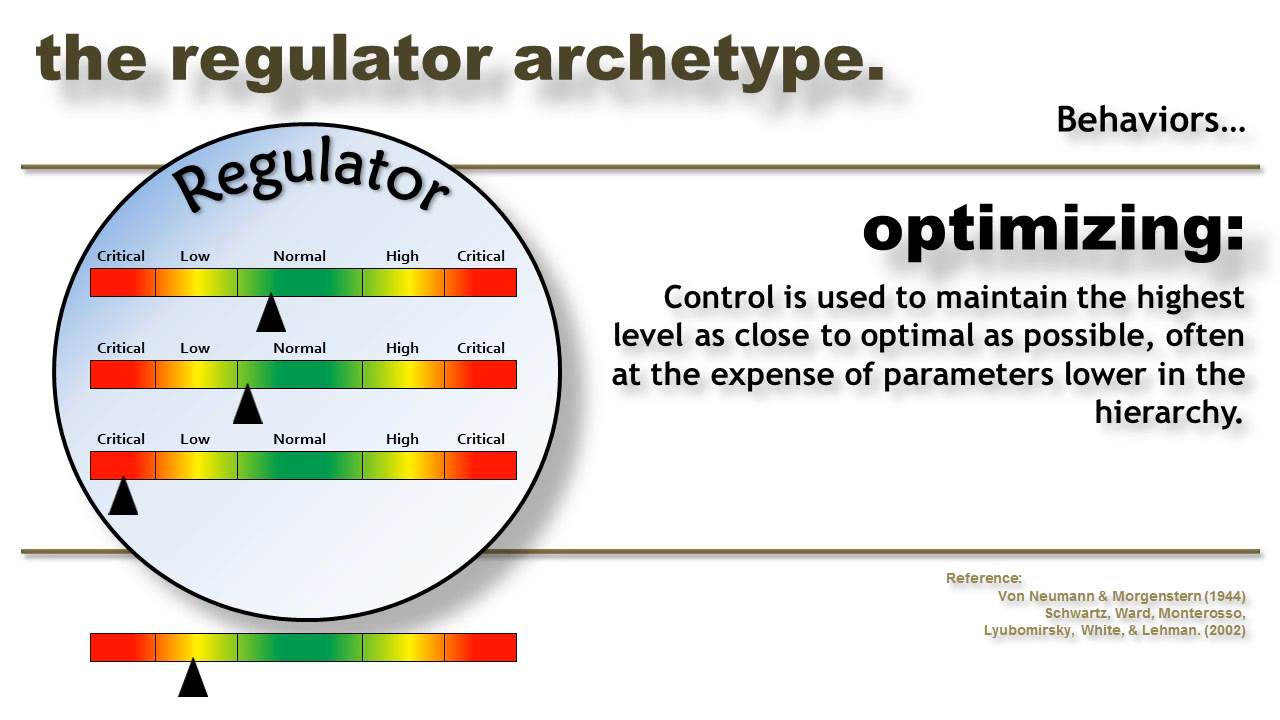 the regulator archetype.
Behaviors...
Regulator
Critical Low Normal High Critical
Critical Low Normal High Critical
Critical Low Normal High Critical
optimizing:
Control is used to maintain the highest
level as close to optimal as possible, often
at the expense of parameters lower in the
hierarchy.
Reference:
Von Neumann & Morgenstern (1944)
Schwartz, Ward, Monterosso,
Lyubomirsky, White, & Lehman. (2002)